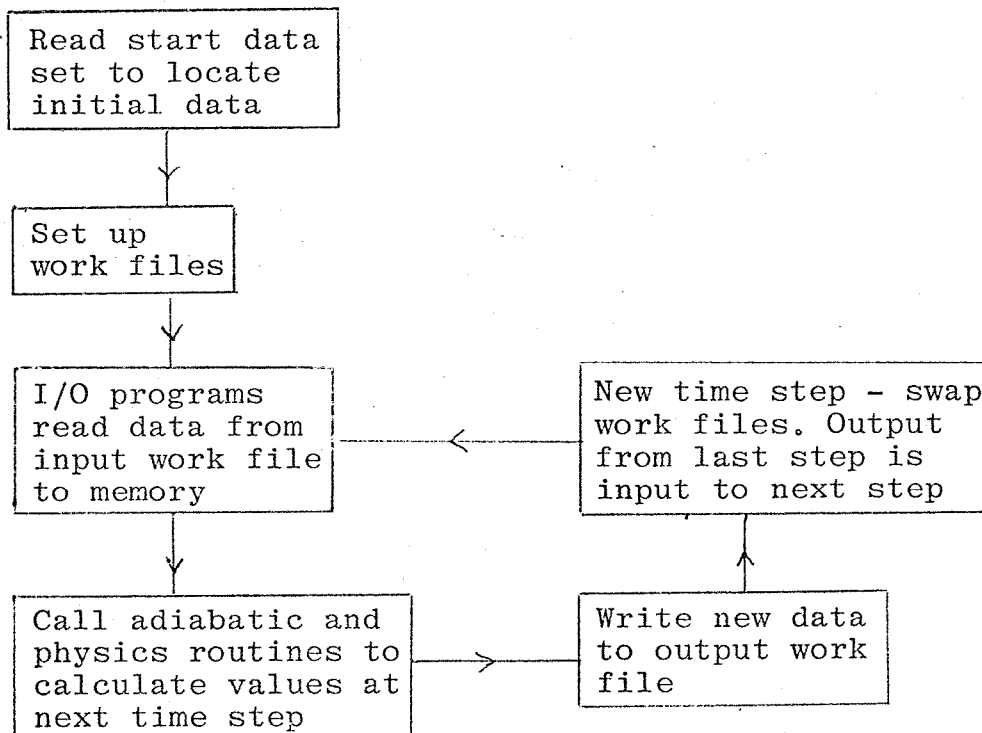 Read start data
set to locate
initial data
Set up
work files
I/O programs
read data from
input work file
to memory
Call adiabatic and
physics routines to
calculate values at
next time step
Write new data
to output work
file
New time step - swap
work files. Output
from last step is
input to next step